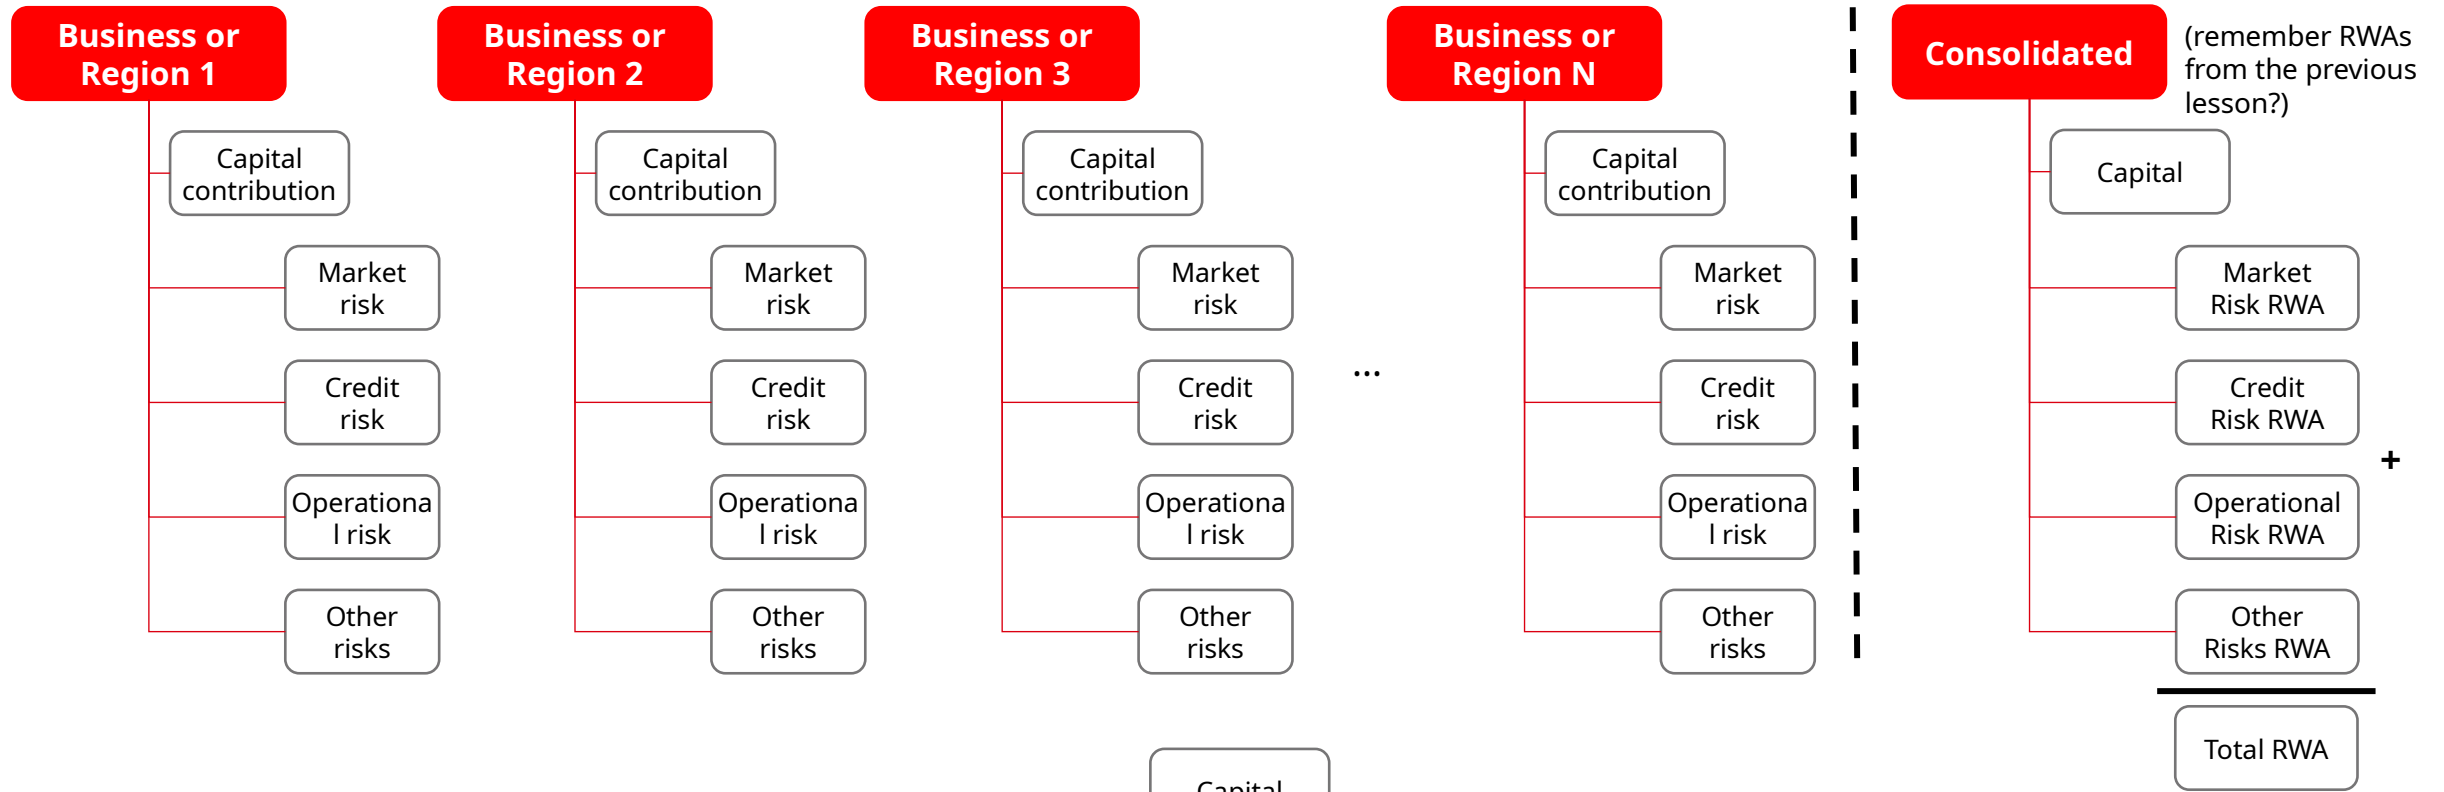 Business or
Region 1
Capital
contribution
Market
risk
Credit
risk
Operationa
l risk
Other
risks
Business or
Region 2
Capital
contribution
Market
risk
Credit
risk
Operationa
l risk
Other
risks
Business or
Region 3
Capital
contribution
Market
risk
Credit
risk
Operationa
l risk
Other
risks
...
Business or
Region N
Capital
contribution
Market
risk
Credit
risk
Operationa
l risk
Other
risks
Consolidated
(remember RWAs
from the previous
lesson?)
Capital
Market
Risk RWA
Credit
Risk RWA
+
Operational
Risk RWA
Other
Risks RWA
Total RWA
Capital